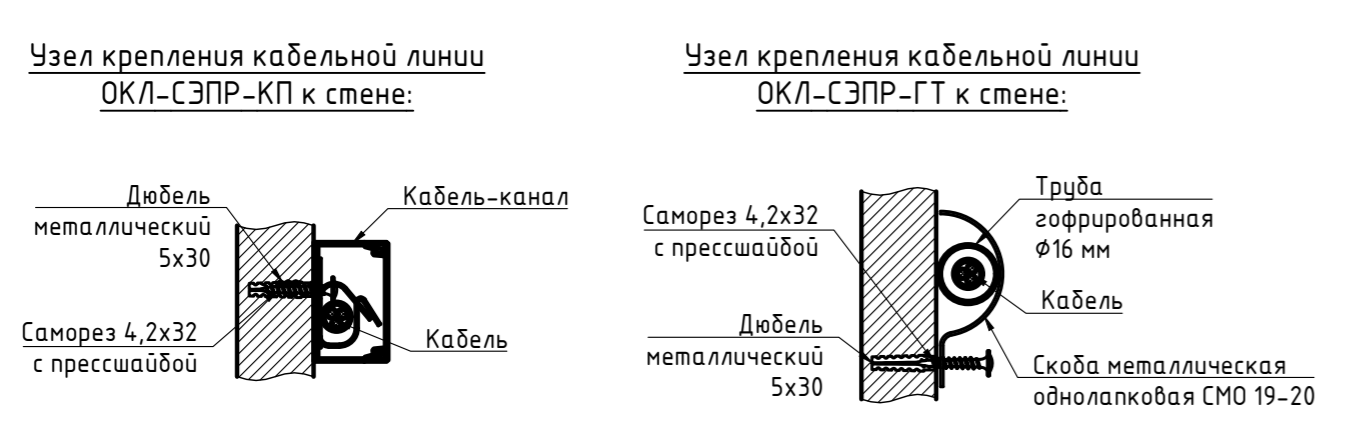 Узел крепления кабельной линии
ОКЛ-СЭПР-КП к стене:
Дюбель
металлический
5х30
Кабель-канал
Саморез 4,2х32
с прессшайбой
Кабель
Узел крепления кабельной линии
ОКЛ-СЭПР-ГТ к стене:
Саморез 4,2х32
с прессшайбой
Труба
гофрированная
Ф16 мм
Кабель
Дюбель
металлический
5х30
Скоба металлическая
однолапковая СМО 19-20